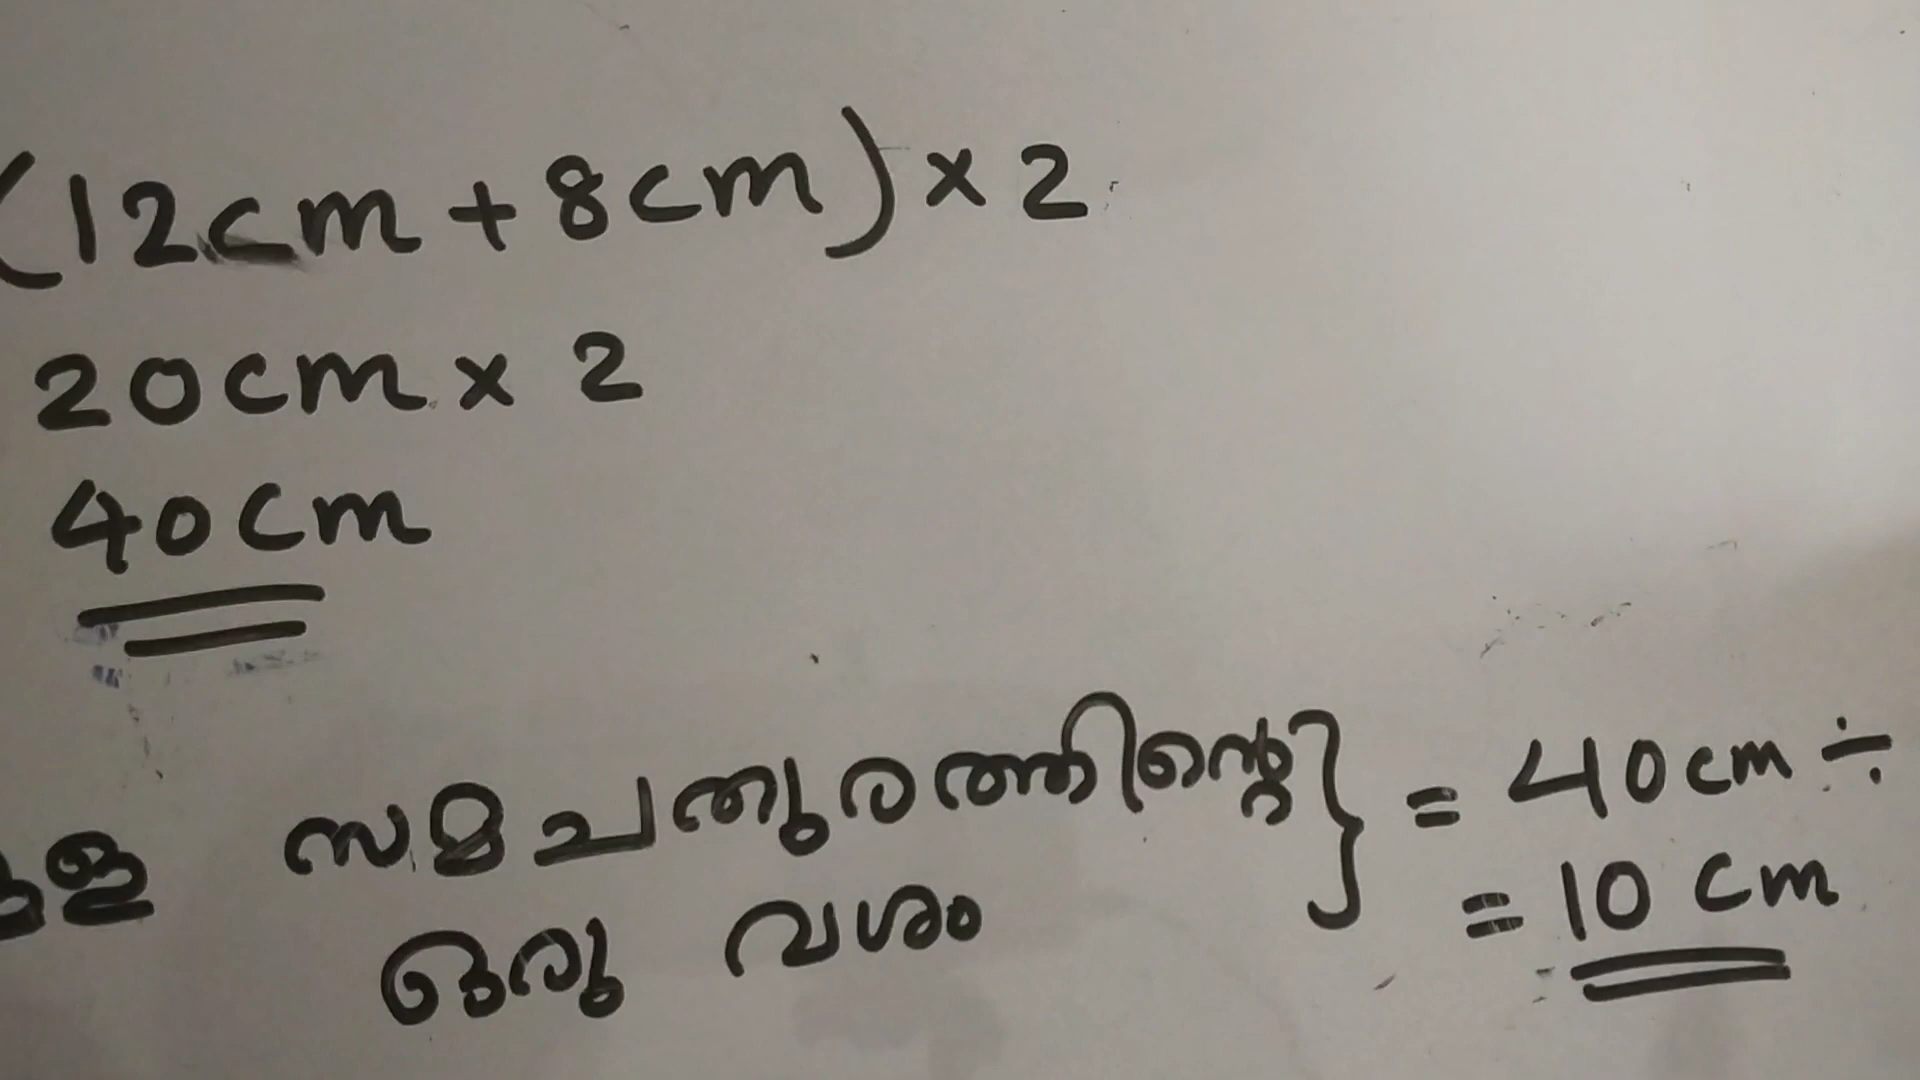 (12cm + 8cm) × 2
20cm × 2
40cm
സമചതുരത്തിന്റെ } = 40cm ÷
ഒരു വശം = 10 cm